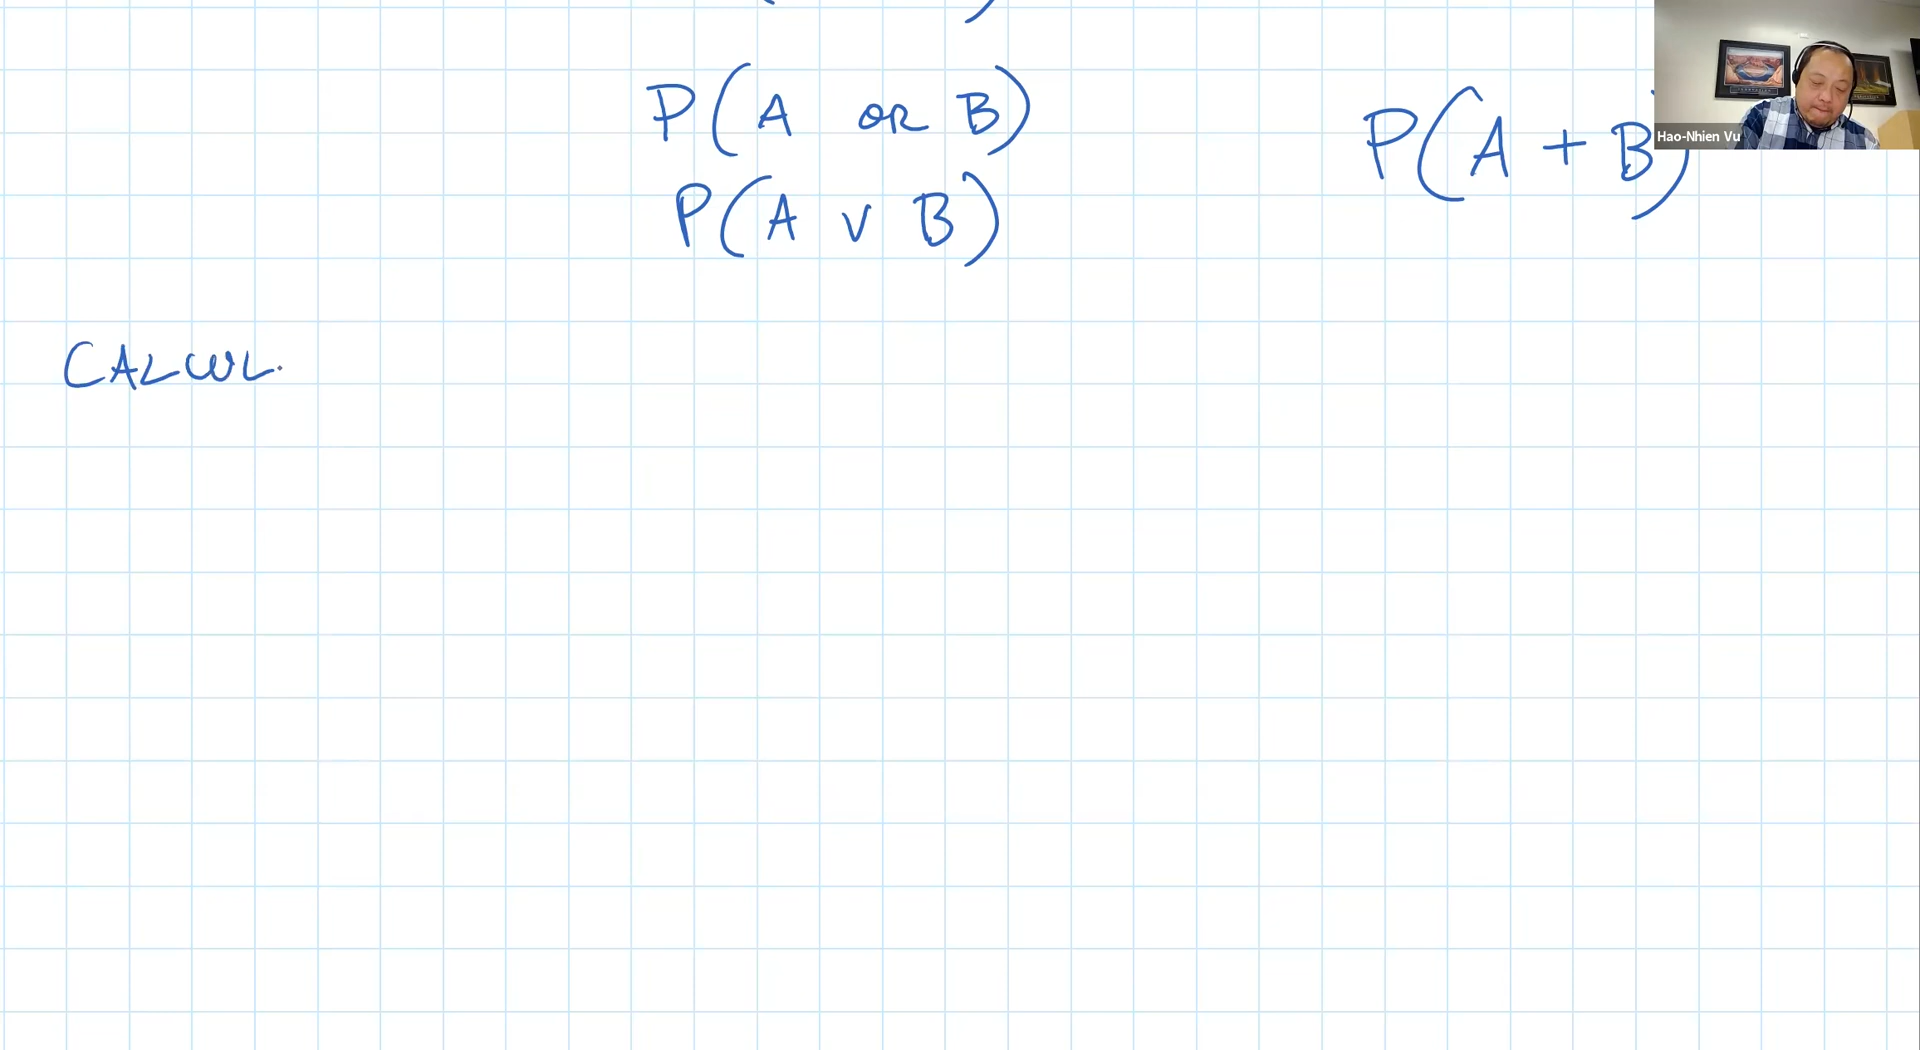 P(A OR B)
P(A + B)
Hao-Nhien Vu
P(A ∨ B)
CALCUL